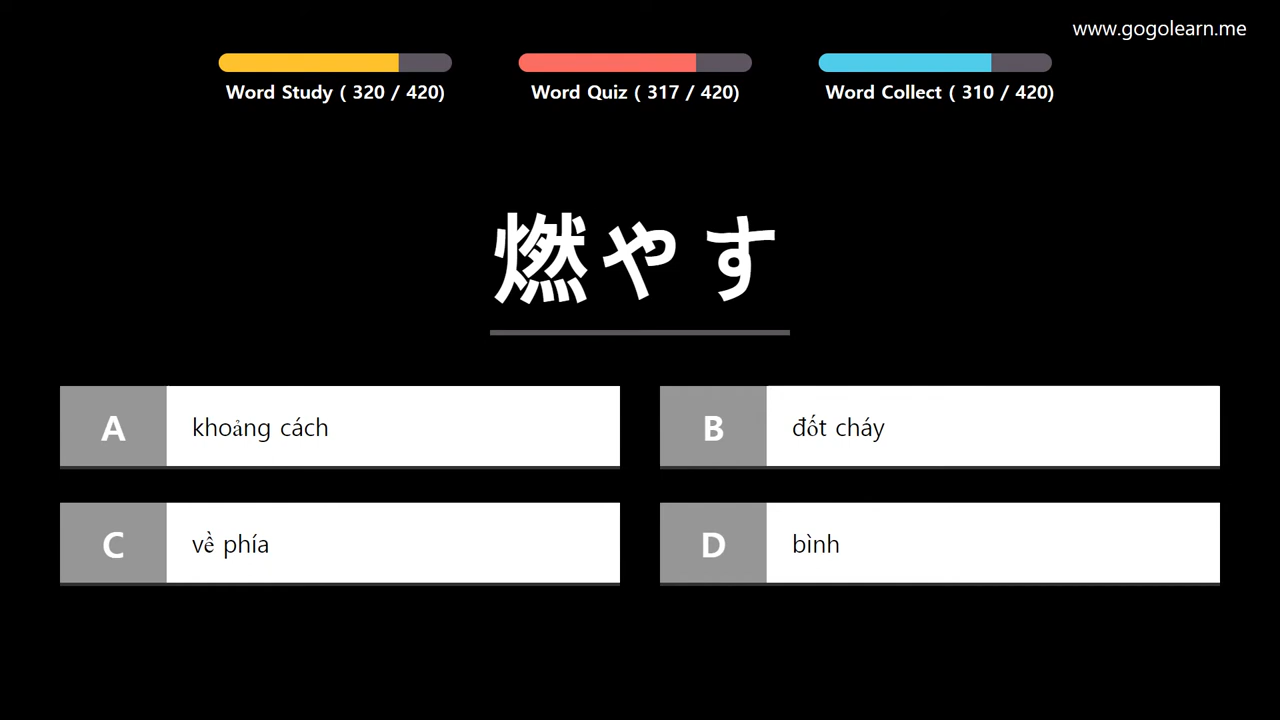 www.gogolearn.me
Word Study ( 320 / 420)
Word Quiz ( 317 / 420)
Word Collect ( 310 / 420)
燃やす
A khoảng cách
B đốt cháy
C về phía
D bình